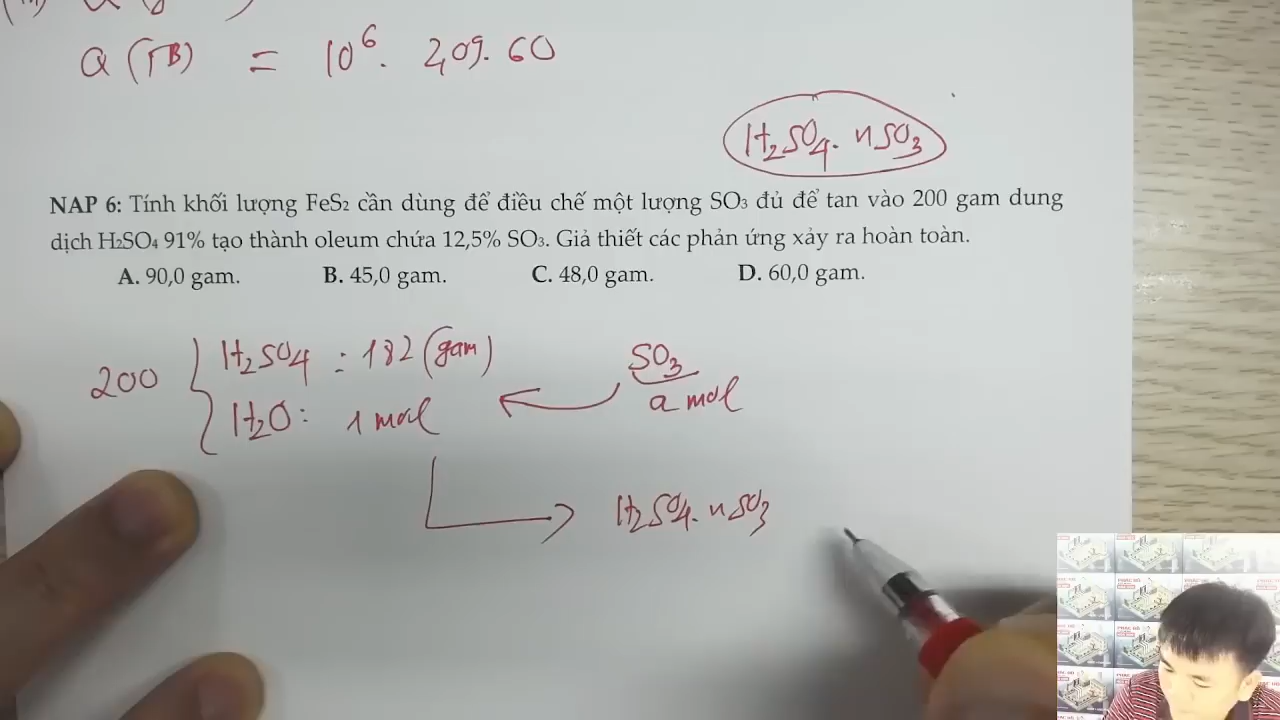 Q (TB) = 10⁶. 209. 60
H₂SO₄. nSO₃
NAP 6: Tính khối lượng FeS₂ cần dùng để điều chế một lượng SO₃ đủ để tan vào 200 gam dung
dịch H₂SO₄ 91% tạo thành oleum chứa 12,5% SO₃. Giả thiết các phản ứng xảy ra hoàn toàn.
A. 90,0 gam. B. 45,0 gam. C. 48,0 gam. D. 60,0 gam.
200 { H₂SO₄ : 182 (gam)
H₂O : 1 mol
SO₃
a mol
H₂SO₄. nSO₃